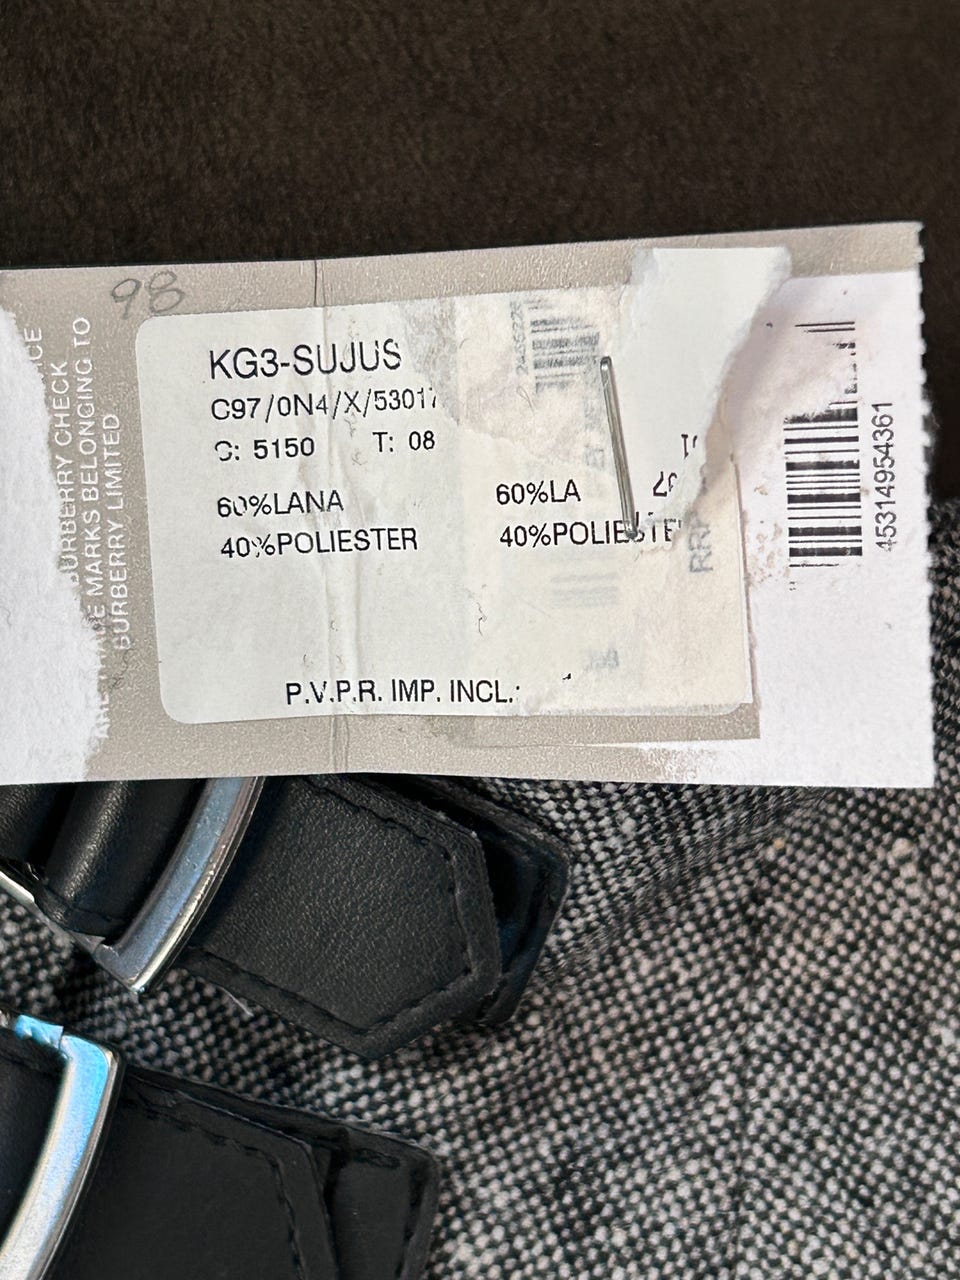 98
KG3-SUJUS
C97/0N4/X/53017
C: 5150 T: 08
60%LANA
40%POLIESTER
60%LA
40%POLIESTE
P.V.P.R. IMP. INCL.:
BURBERRY CHECK
MARKS BELONGING TO
BURBERRY LIMITED
45314954361